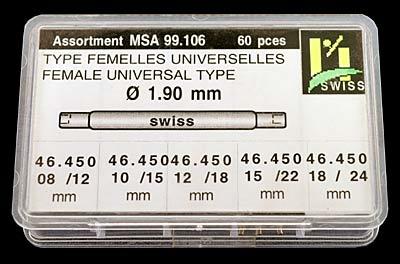 Assortment MSA 99.106 60 pces
TYPE FEMELLES UNIVERSELLES
FEMALE UNIVERSAL TYPE
Ø 1.90 mm
SWISS
swiss
46.450 46.450 46.450 46.450 46.450
08 /12 10 /15 12 /18 15 /22 18 / 24
mm mm mm mm mm